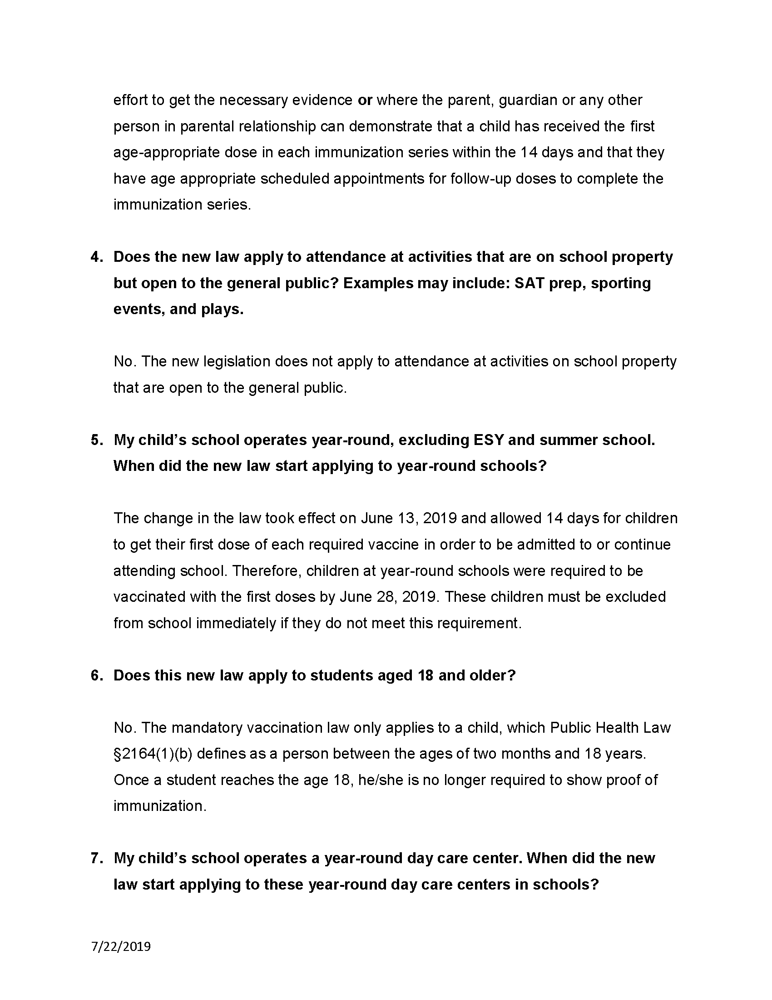 effort to get the necessary evidence or where the parent, guardian or any other
person in parental relationship can demonstrate that a child has received the first
age-appropriate dose in each immunization series within the 14 days and that they
have age appropriate scheduled appointments for follow-up doses to complete the
immunization series.
4. Does the new law apply to attendance at activities that are on school property
but open to the general public? Examples may include: SAT prep, sporting
events, and plays.
No. The new legislation does not apply to attendance at activities on school property
that are open to the general public.
5. My child’s school operates year-round, excluding ESY and summer school.
When did the new law start applying to year-round schools?
The change in the law took effect on June 13, 2019 and allowed 14 days for children
to get their first dose of each required vaccine in order to be admitted to or continue
attending school. Therefore, children at year-round schools were required to be
vaccinated with the first doses by June 28, 2019. These children must be excluded
from school immediately if they do not meet this requirement.
6. Does this new law apply to students aged 18 and older?
No. The mandatory vaccination law only applies to a child, which Public Health Law
§2164(1)(b) defines as a person between the ages of two months and 18 years.
Once a student reaches the age 18, he/she is no longer required to show proof of
immunization.
7. My child’s school operates a year-round day care center. When did the new
law start applying to these year-round day care centers in schools?
7/22/2019